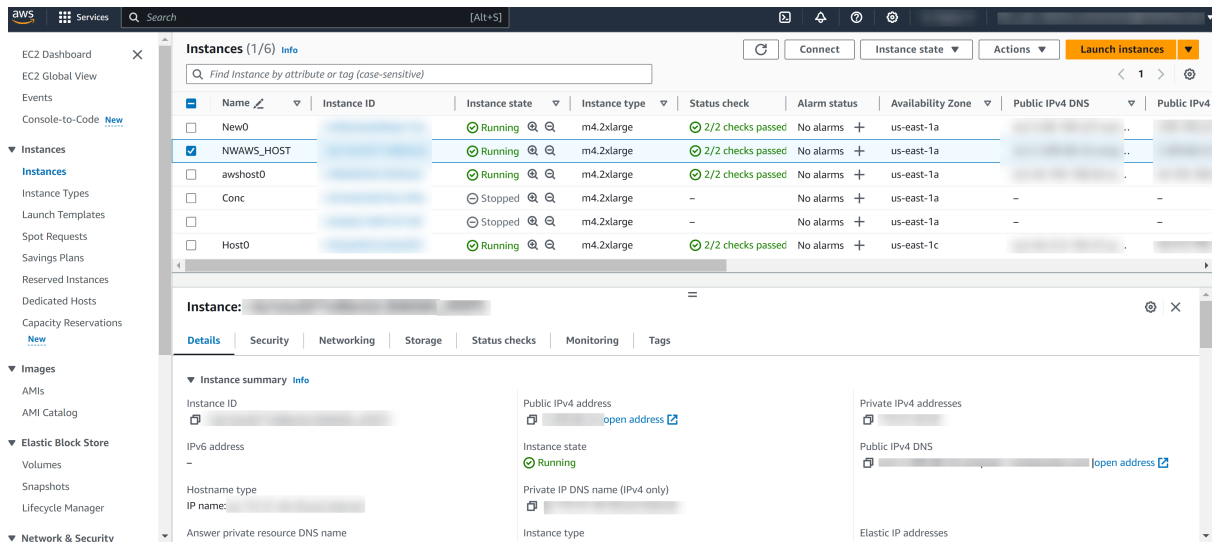 aws Services Search [Alt+S]
EC2 Dashboard
EC2 Global View
Events
Console-to-Code New
Instances
Instances
Instance Types
Launch Templates
Spot Requests
Savings Plans
Reserved Instances
Dedicated Hosts
Capacity Reservations
New
Images
AMIs
AMI Catalog
Elastic Block Store
Volumes
Snapshots
Lifecycle Manager
Network & Security
Instances (1/6) Info Connect Instance state Actions Launch instances
Find Instance by attribute or tag (case-sensitive) 1
Name Instance ID Instance state Instance type Status check Alarm status Availability Zone Public IPv4 DNS Public IPv4
New0 Running m4.2xlarge 2/2 checks passed No alarms + us-east-1a
NWAWS_HOST Running m4.2xlarge 2/2 checks passed No alarms + us-east-1a
awshost0 Running m4.2xlarge 2/2 checks passed No alarms + us-east-1a
Conc Stopped m4.2xlarge – No alarms + us-east-1a – –
Stopped m4.2xlarge – No alarms + us-east-1a – –
Host0 Running m4.2xlarge 2/2 checks passed No alarms + us-east-1c
Instance:
Details Security Networking Storage Status checks Monitoring Tags
Instance summary Info
Instance ID Public IPv4 address Private IPv4 addresses
open address
IPv6 address Instance state Public IPv4 DNS
– Running open address
Hostname type Private IP DNS name (IPv4 only)
IP name:
Answer private resource DNS name Instance type Elastic IP addresses